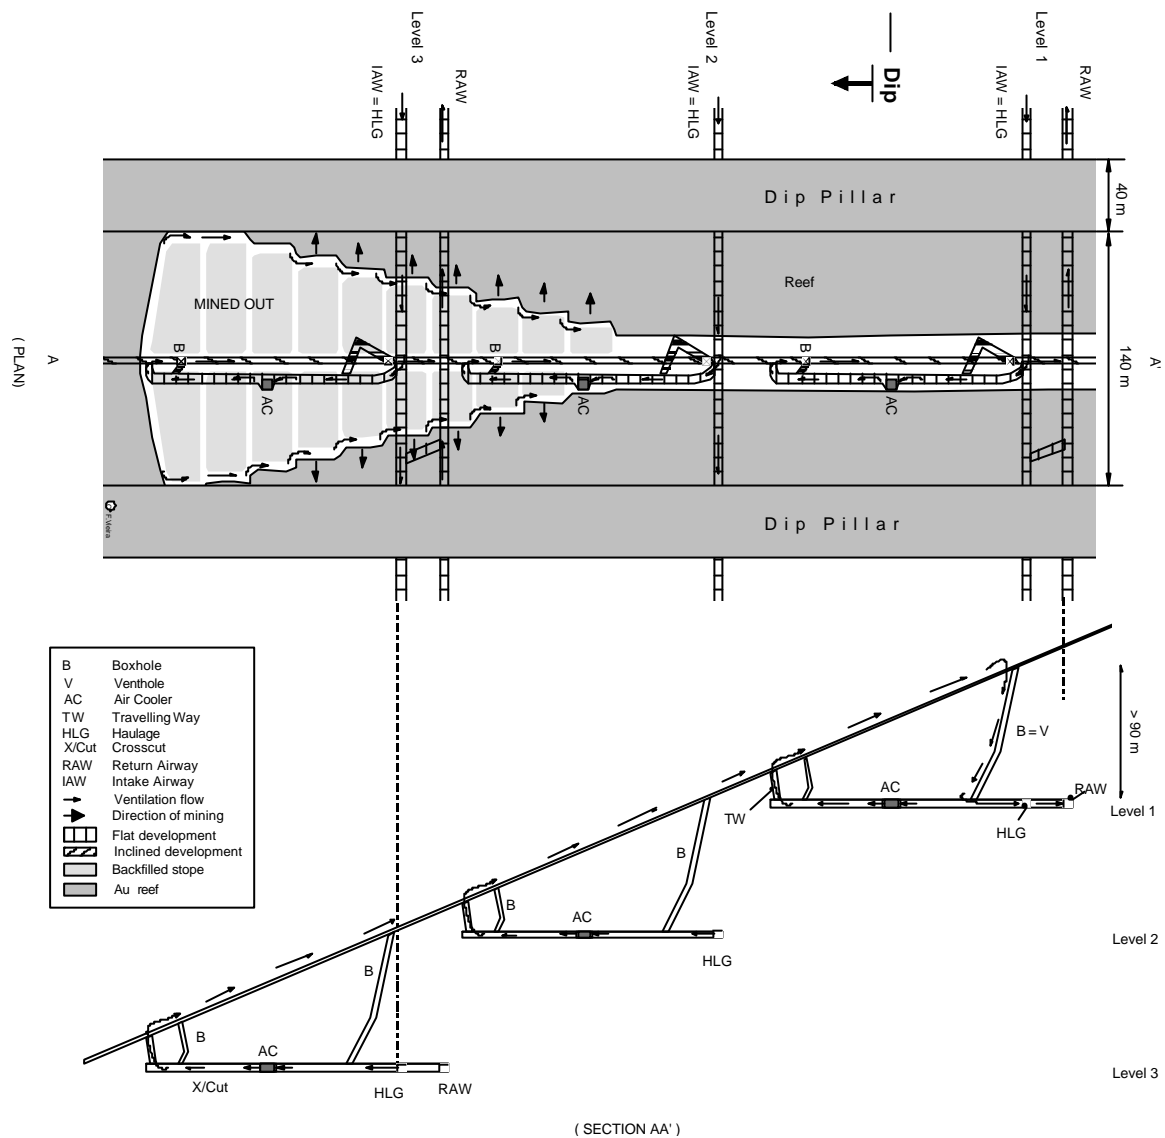 Level 3
Level 2
Level 1
IAW = HLG
RAW
IAW = HLG
Dip
IAW = HLG
RAW
Dip Pillar
40 m
Reef
MINED OUT
140 m
( PLAN)
A
A'
B
B
B
AC
AC
AC
Dip Pillar
F.Vieira
B Boxhole
V Venthole
AC Air Cooler
TW Travelling Way
HLG Haulage
X/Cut Crosscut
RAW Return Airway
IAW Intake Airway
Ventilation flow
Direction of mining
Flat development
Inclined development
Backfilled stope
Au reef
> 90 m
B = V
AC
RAW
Level 1
TW
HLG
B
B
AC
Level 2
HLG
B
B
AC
X/Cut
HLG
RAW
Level 3
( SECTION AA' )